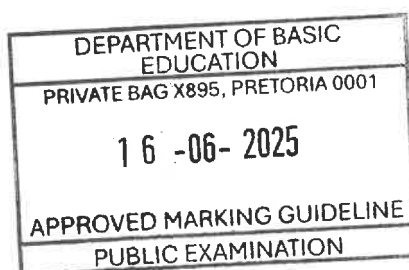 DEPARTMENT OF BASIC
EDUCATION
PRIVATE BAG X895, PRETORIA 0001
16 -06- 2025
APPROVED MARKING GUIDELINE
PUBLIC EXAMINATION